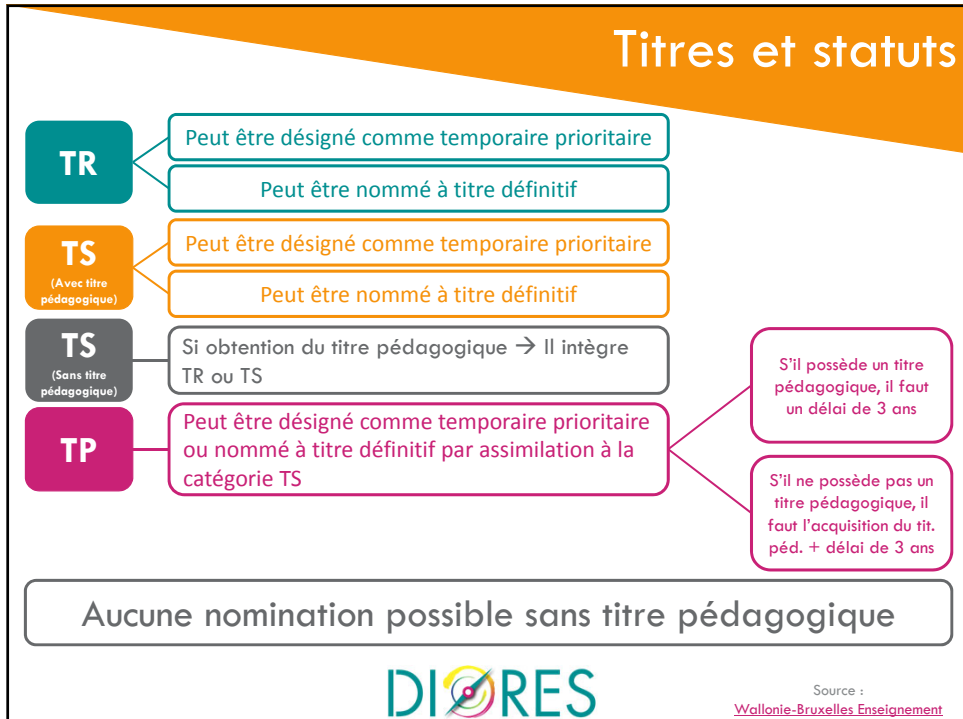 Titres et statuts
TR
Peut être désigné comme temporaire prioritaire
Peut être nommé à titre définitif
TS
(Avec titre
pédagogique)
Peut être désigné comme temporaire prioritaire
Peut être nommé à titre définitif
TS
(Sans titre
pédagogique)
Si obtention du titre pédagogique → Il intègre
TR ou TS
TP
Peut être désigné comme temporaire prioritaire
ou nommé à titre définitif par assimilation à la
catégorie TS
S'il possède un titre
pédagogique, il faut
un délai de 3 ans
S'il ne possède pas un
titre pédagogique, il
faut l'acquisition du tit.
péd. + délai de 3 ans
Aucune nomination possible sans titre pédagogique
DIORES
Source :
Wallonie-Bruxelles Enseignement